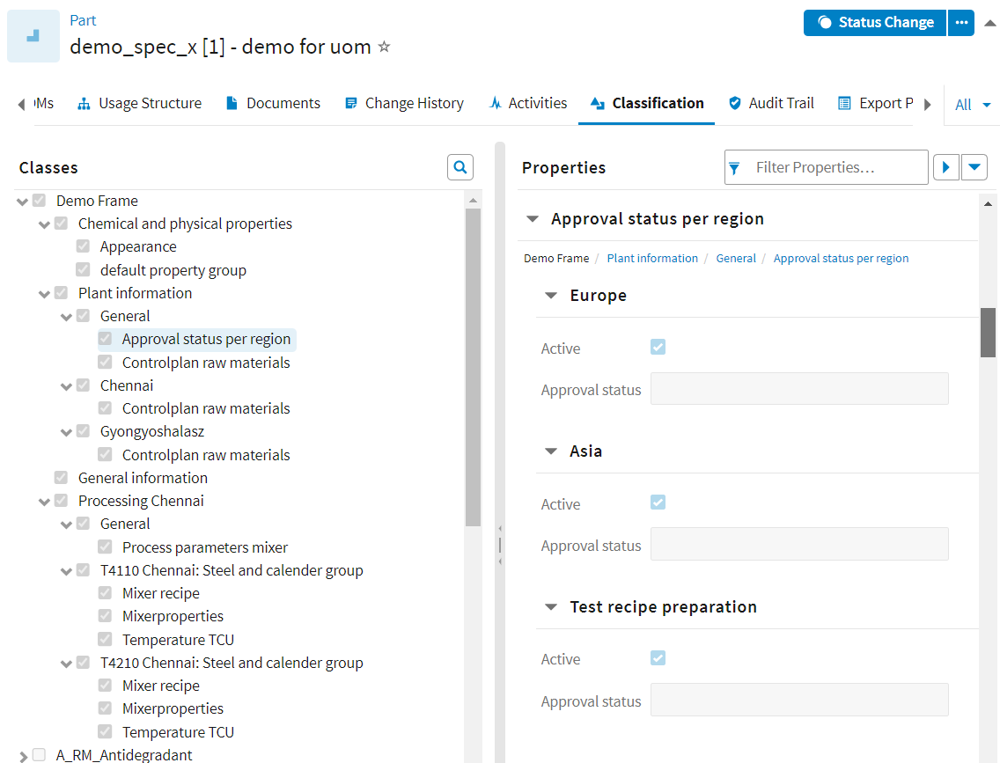 Part
demo_spec_x [1] - demo for uom
Status Change
Usage Structure
Documents
Change History
Activities
Classification
Audit Trail
Export P
All
Classes
Demo Frame
Chemical and physical properties
Appearance
default property group
Plant information
General
Approval status per region
Controlplan raw materials
Chennai
Controlplan raw materials
Gyongyoshalasz
Controlplan raw materials
General information
Processing Chennai
General
Process parameters mixer
T4110 Chennai: Steel and calender group
Mixer recipe
Mixerproperties
Temperature TCU
T4210 Chennai: Steel and calender group
Mixer recipe
Mixerproperties
Temperature TCU
A_RM_Antidegradant
Properties
Filter Properties...
Approval status per region
Demo Frame / Plant information / General / Approval status per region
Europe
Active
Approval status
Asia
Active
Approval status
Test recipe preparation
Active
Approval status